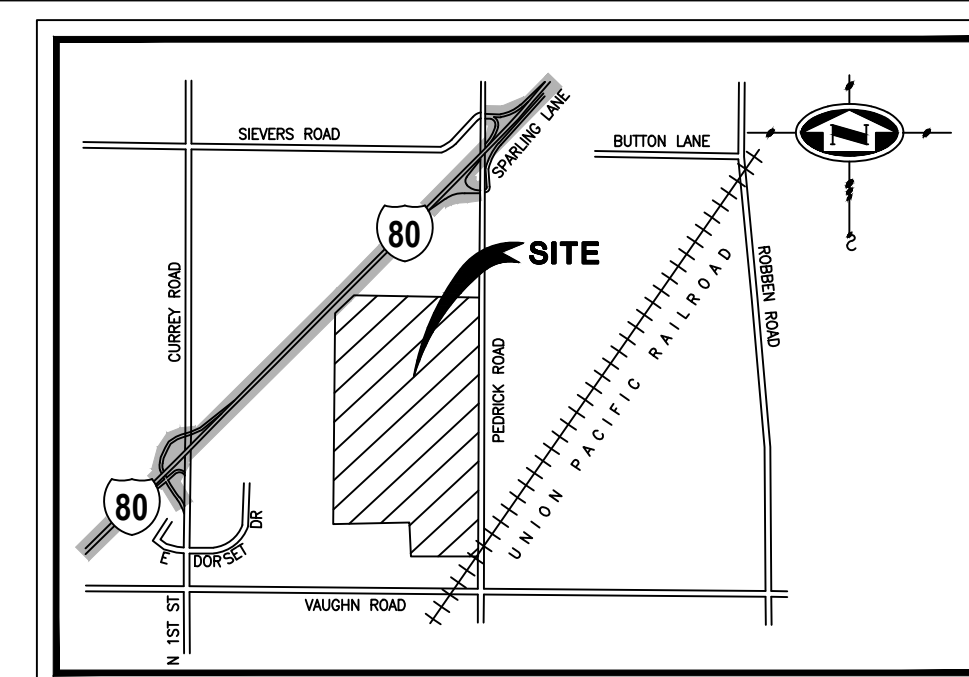 SIEVERS ROAD
SPARLING LANE
BUTTON LANE
N
80
SITE
CURREY ROAD
ROBBEN ROAD
PEDRICK ROAD
UNION PACIFIC RAILROAD
80
E DORSET DR
VAUGHN ROAD
N 1ST ST